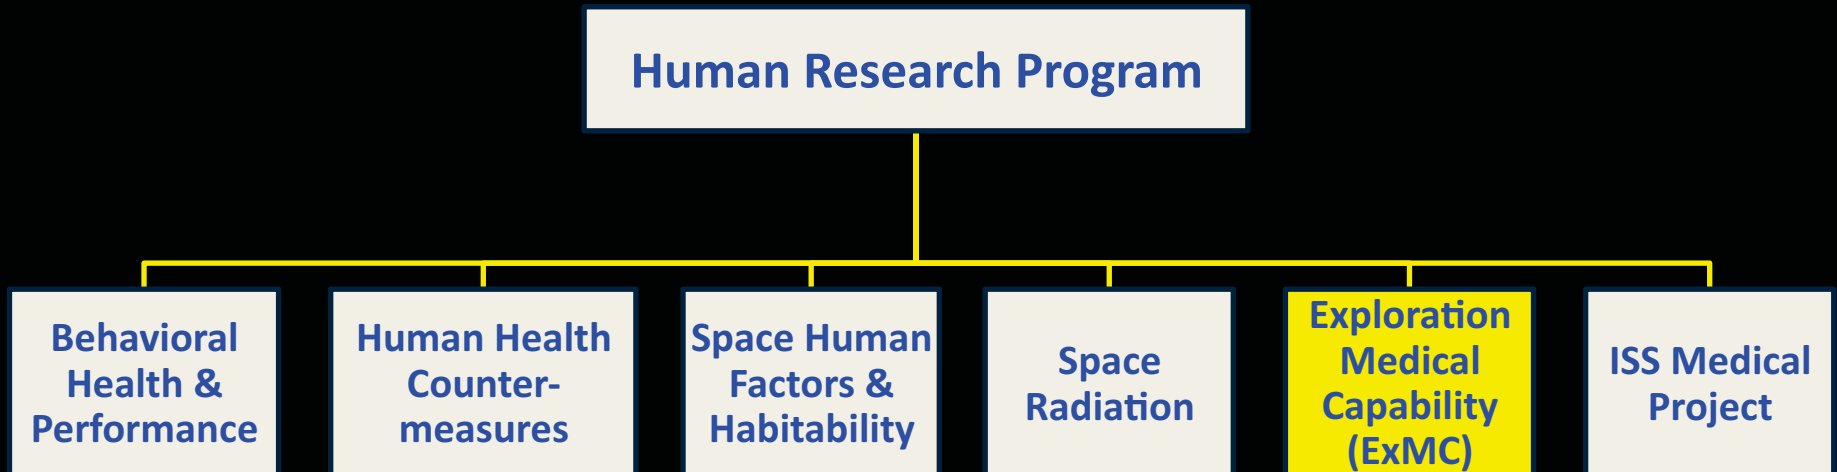 Human Research Program
Behavioral
Health &
Performance
Human Health
Counter-
measures
Space Human
Factors &
Habitability
Space
Radiation
Exploration
Medical
Capability
(ExMC)
ISS Medical
Project